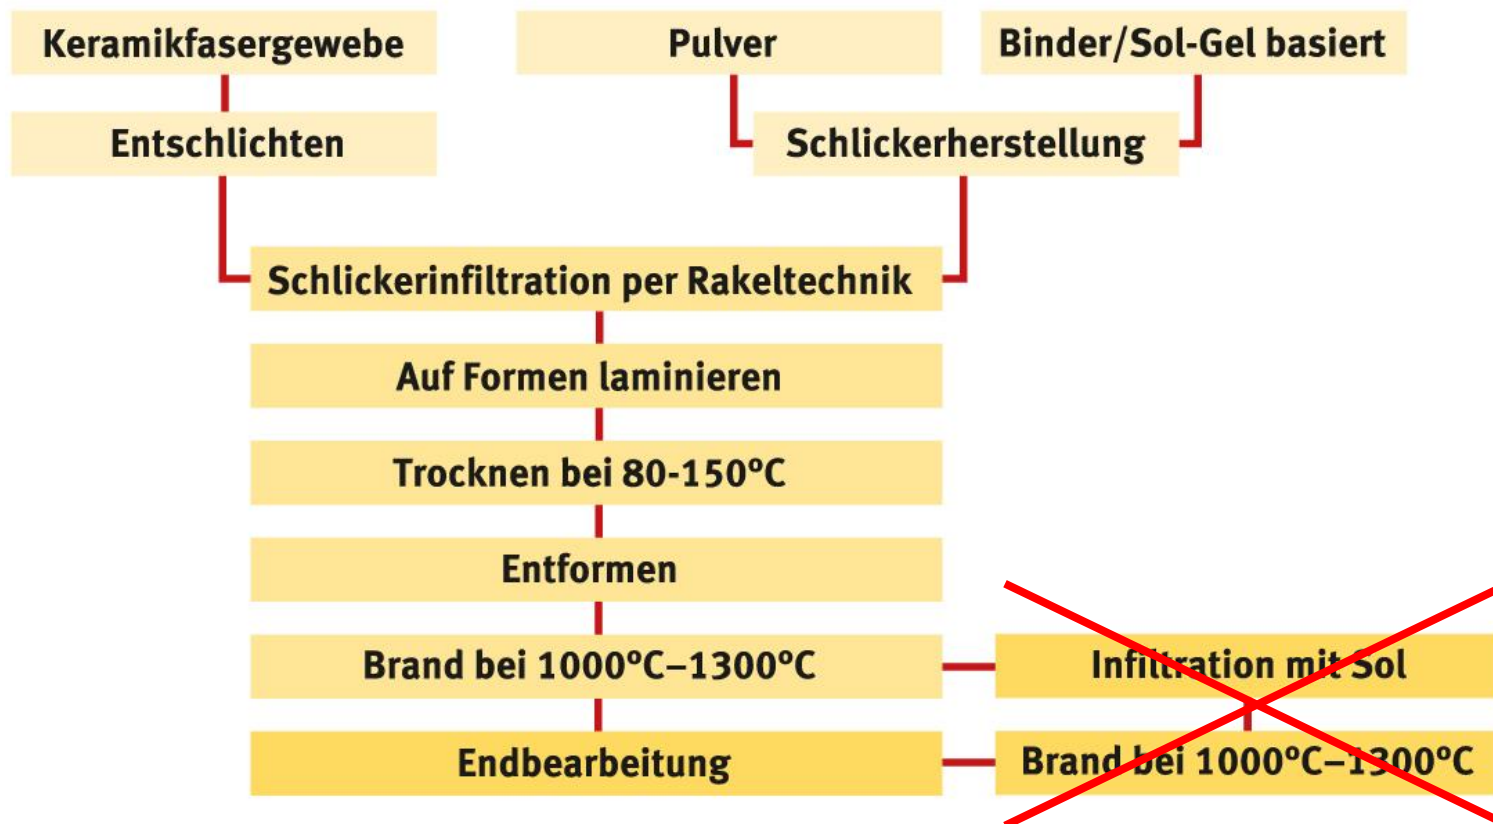 Keramikfasergewebe
Pulver
Binder/Sol-Gel basiert
Entschlichten
Schlickerherstellung
Schlickerinfiltration per Rakeltechnik
Auf Formen laminieren
Trocknen bei 80-150°C
Entformen
Brand bei 1000°C–1300°C
Infiltration mit Sol
Endbearbeitung
Brand bei 1000°C–1300°C